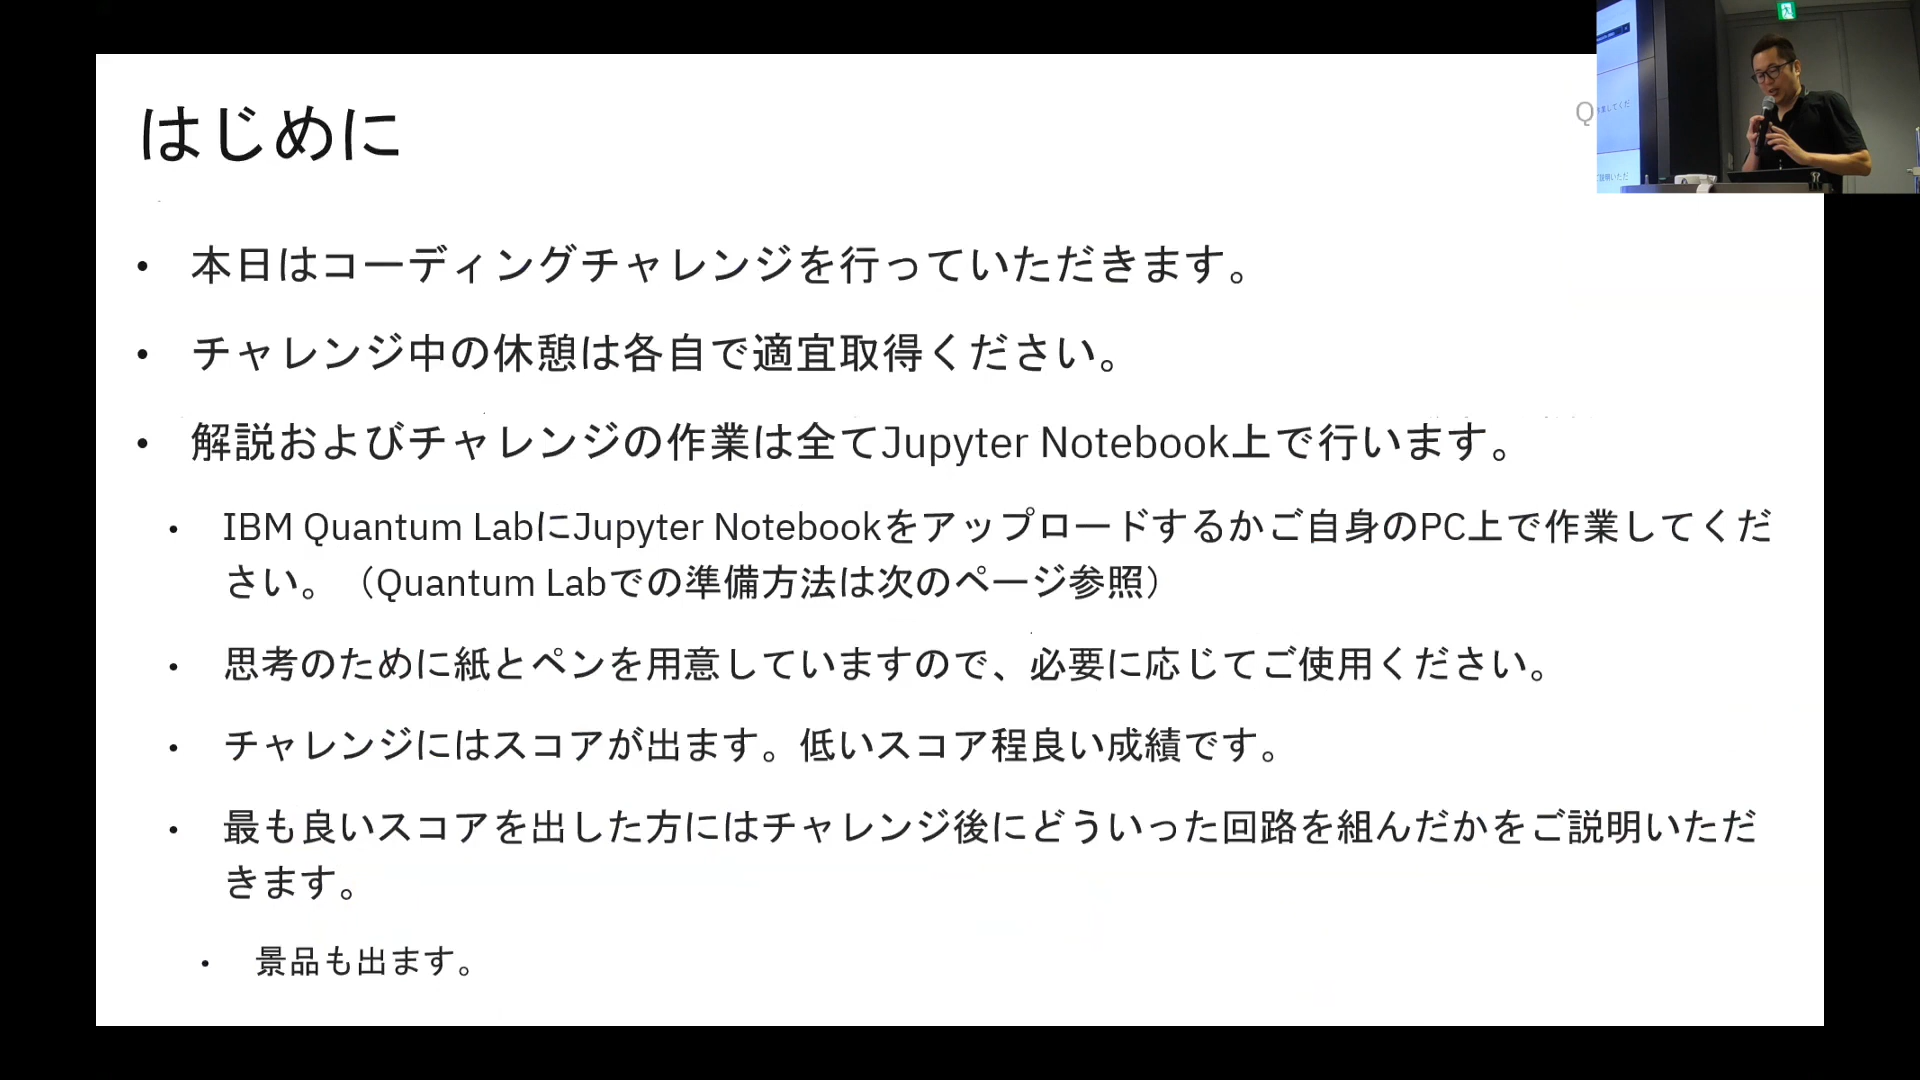 はじめに
Q
・ 本日はコーディングチャレンジを行っていただきます。
・ チャレンジ中の休憩は各自で適宜取得ください。
・ 解説およびチャレンジの作業は全てJupyter Notebook上で行います。
・ IBM Quantum LabにJupyter Notebookをアップロードするかご自身のPC上で作業してくだ
さい。（Quantum Labでの準備方法は次のページ参照）
・ 思考のために紙とペンを用意していますので、必要に応じてご使用ください。
・ チャレンジにはスコアが出ます。低いスコア程良い成績です。
・ 最も良いスコアを出した方にはチャレンジ後にどういった回路を組んだかをご説明いただ
きます。
・ 景品も出ます。
作業してくだ
ご説明いただ